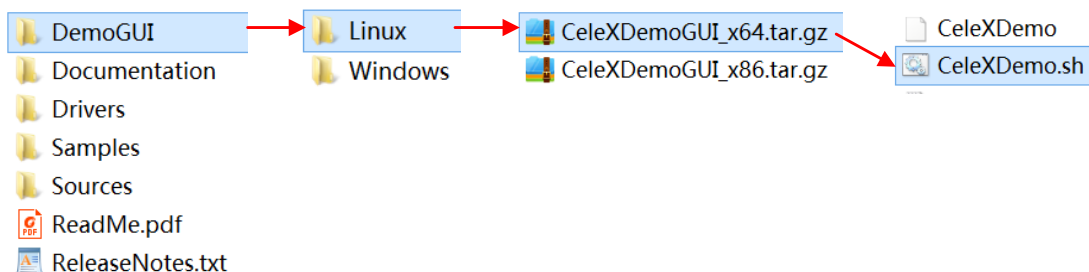 DemoGUI
Documentation
Drivers
Samples
Sources
ReadMe.pdf
ReleaseNotes.txt
Linux
Windows
CeleXDemoGUI_x64.tar.gz
CeleXDemoGUI_x86.tar.gz
CeleXDemo
CeleXDemo.sh